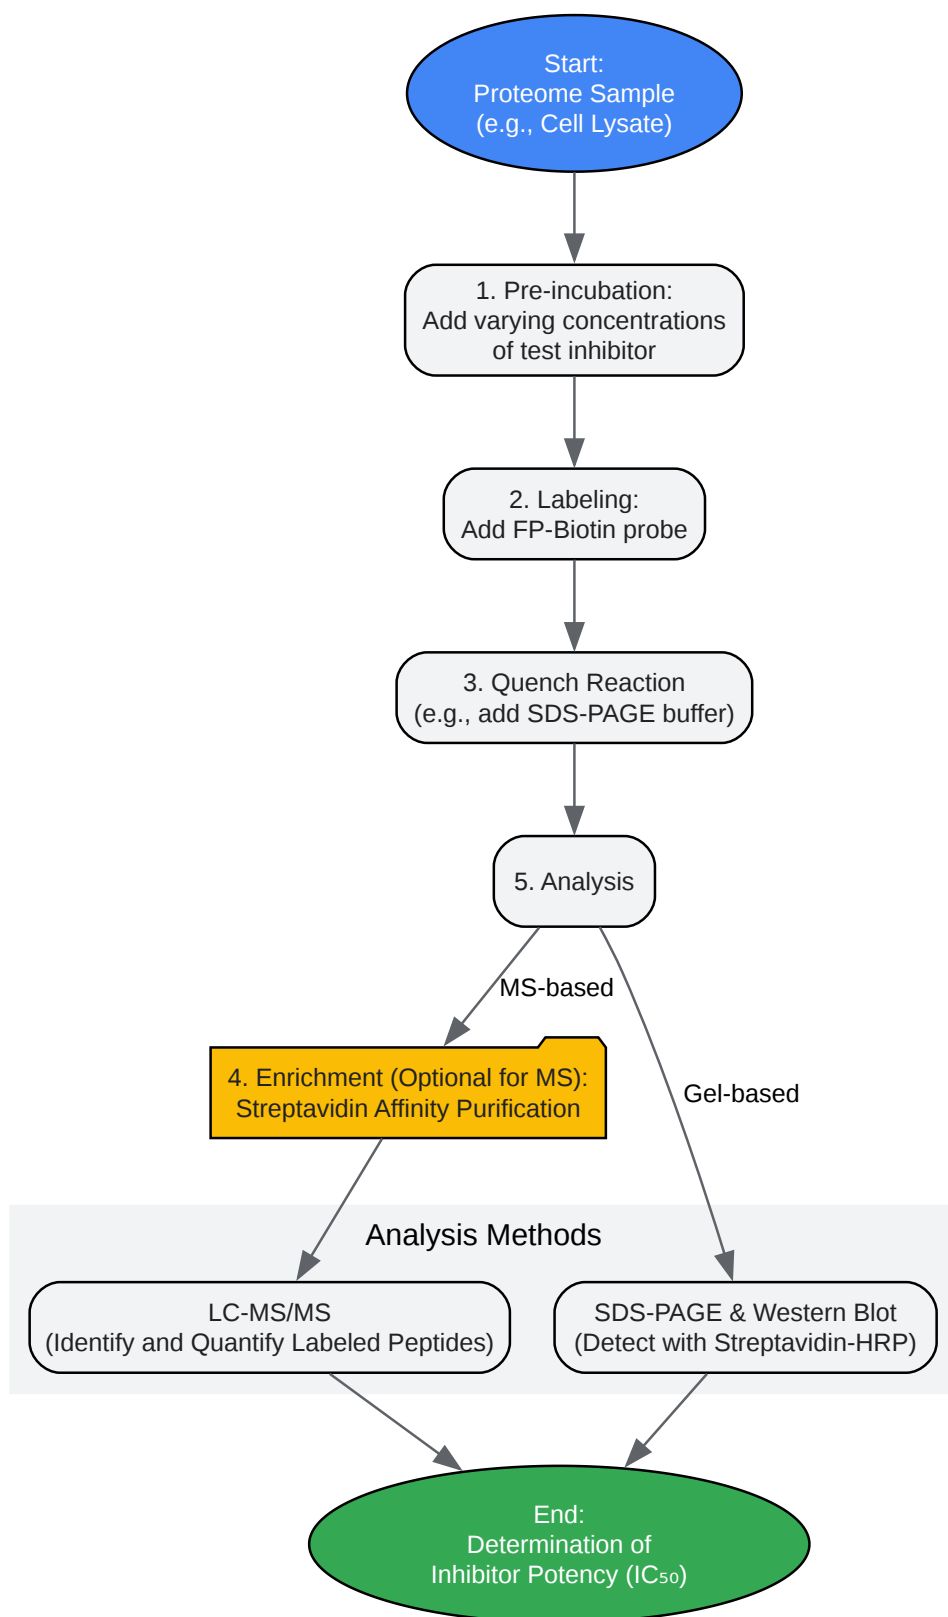 Start:
Proteome Sample
(e.g., Cell Lysate)
1. Pre-incubation:
Add varying concentrations
of test inhibitor
2. Labeling:
Add FP-Biotin probe
3. Quench Reaction
(e.g., add SDS-PAGE buffer)
5. Analysis
MS-based
4. Enrichment (Optional for MS):
Streptavidin Affinity Purification
Gel-based
Analysis Methods
LC-MS/MS
(Identify and Quantify Labeled Peptides)
SDS-PAGE & Western Blot
(Detect with Streptavidin-HRP)
End:
Determination of
Inhibitor Potency (IC₅₀)